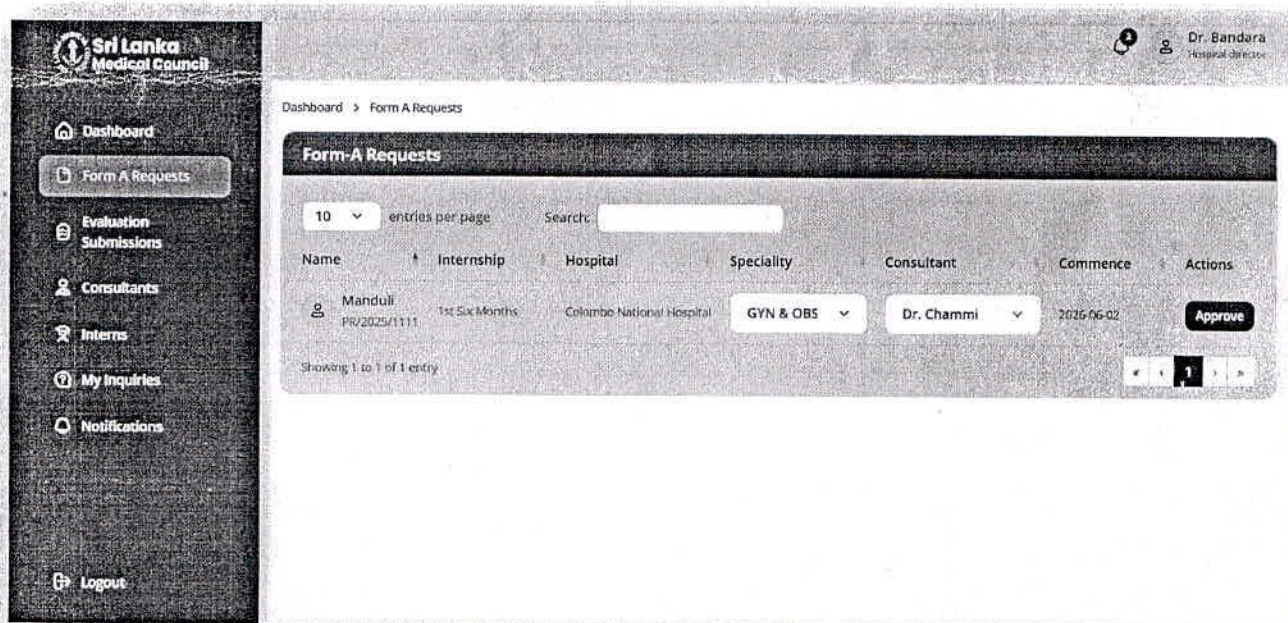 Sri Lanka
Medical Council
2
Dr. Bandara
Hospital director
Dashboard > Form A Requests
Dashboard
Form A Requests
Evaluation
Submissions
Consultants
Interns
My Inquiries
Notifications
Logout
Form-A Requests
10 entries per page Search:
Name Internship Hospital Speciality Consultant Commence Actions
Manduli
PR/2025/1111 1st Six Months Colombo National Hospital GYN & OBS Dr. Chammi 2026-06-02 Approve
Showing 1 to 1 of 1 entry
« ‹ 1 › »